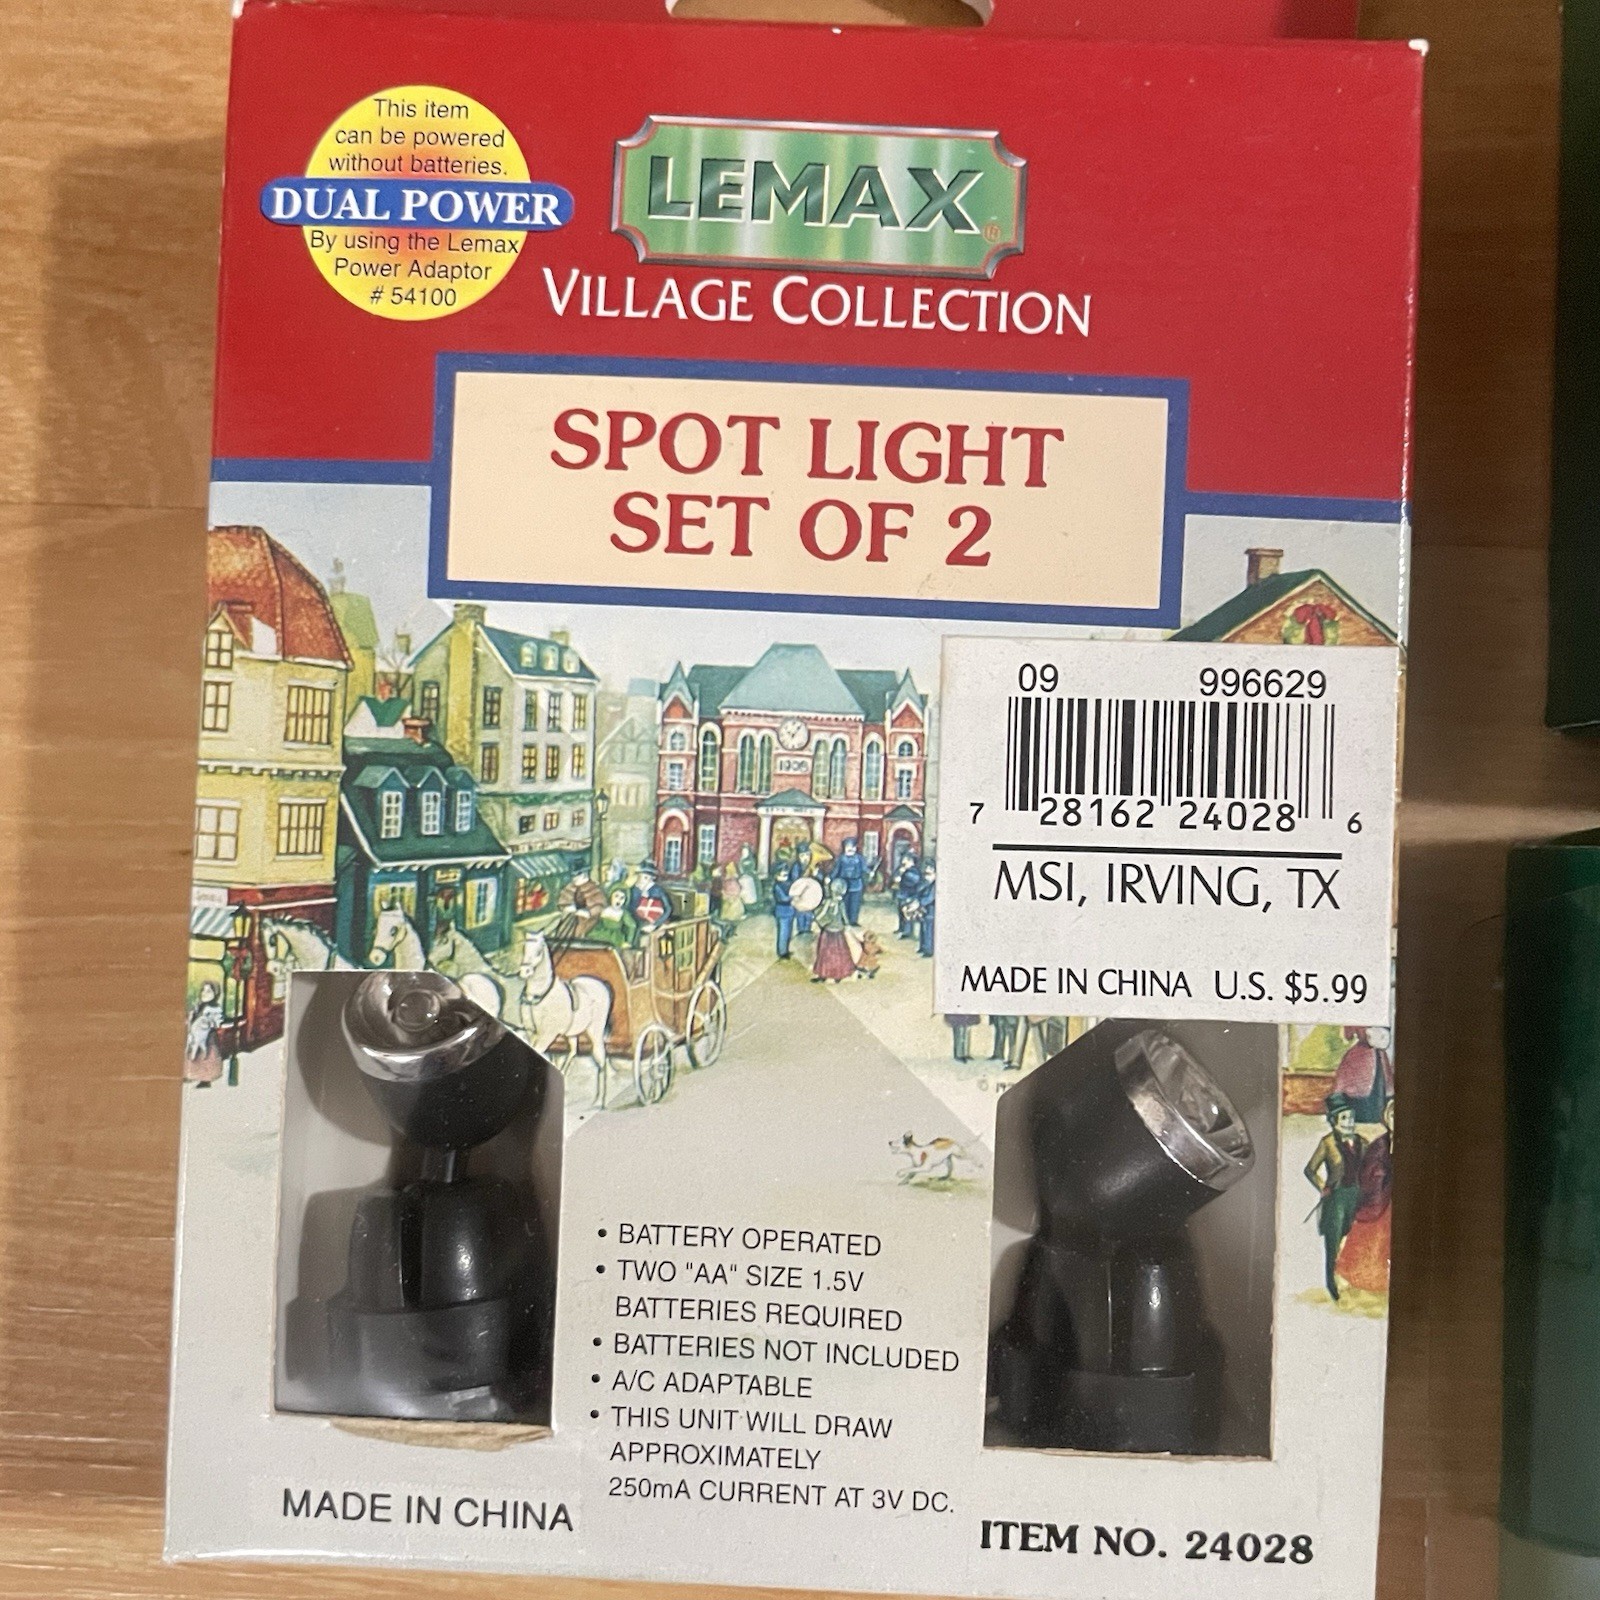 This item
can be powered
without batteries.
DUAL POWER
By using the Lemax
Power Adaptor
# 54100
LEMAX®
VILLAGE COLLECTION
SPOT LIGHT
SET OF 2
1908
09 996629
7 28162 24028 6
MSI, IRVING, TX
MADE IN CHINA U.S. $5.99
• BATTERY OPERATED
• TWO "AA" SIZE 1.5V
BATTERIES REQUIRED
• BATTERIES NOT INCLUDED
• A/C ADAPTABLE
• THIS UNIT WILL DRAW
APPROXIMATELY
250mA CURRENT AT 3V DC.
MADE IN CHINA
ITEM NO. 24028